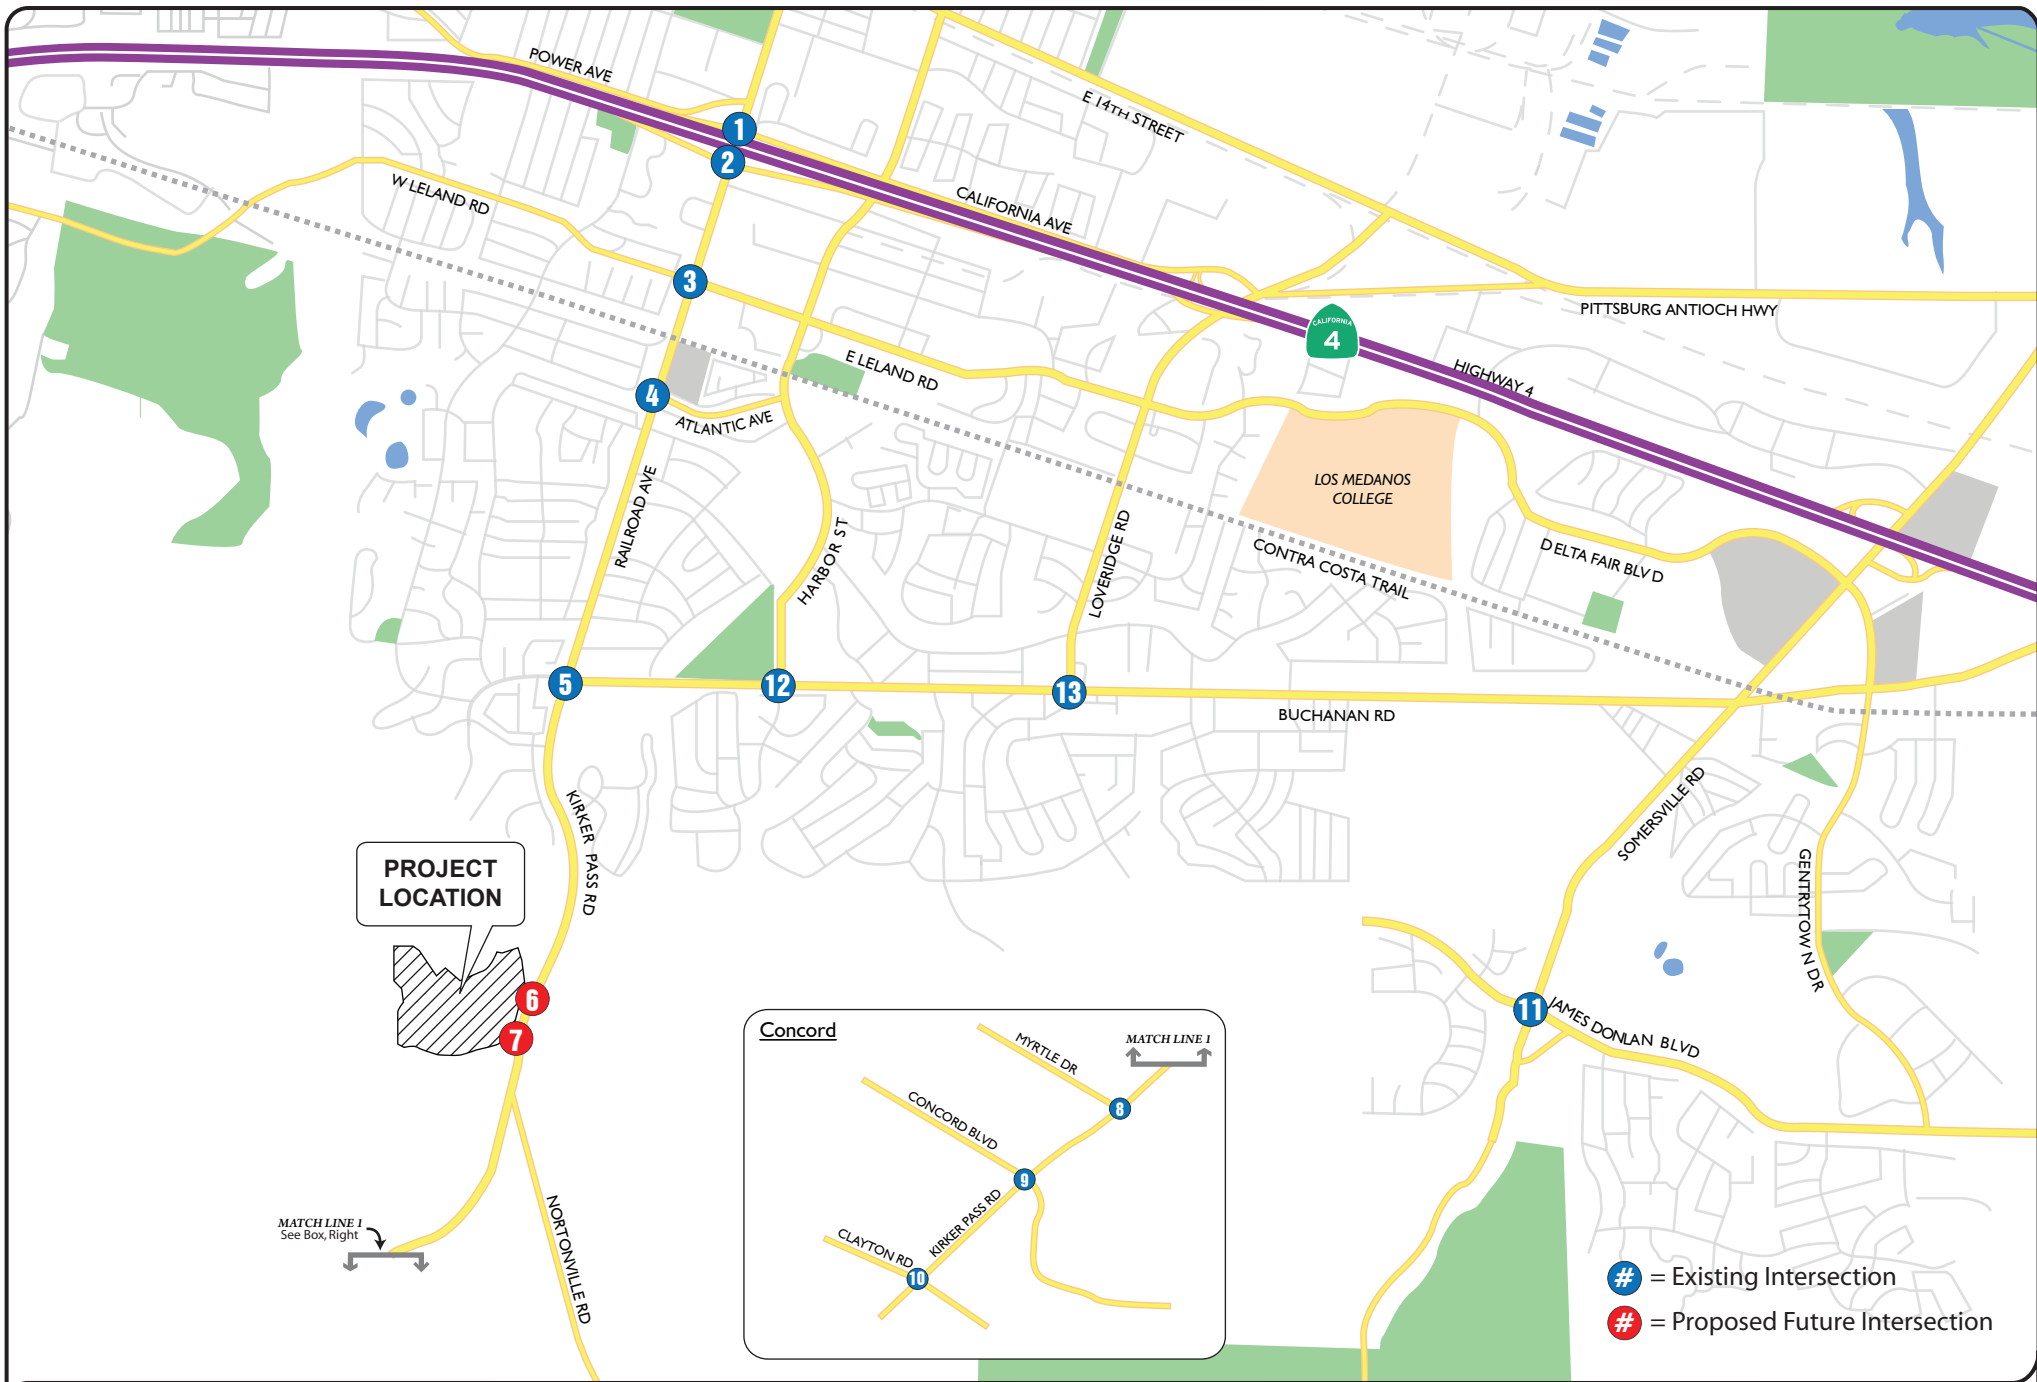 POWER AVE
E 14TH STREET
1
2
W LELAND RD
CALIFORNIA AVE
3
CALIFORNIA
4
PITTSBURG ANTIOCH HWY
HIGHWAY 4
E LELAND RD
4
ATLANTIC AVE
RAILROAD AVE
HARBOR ST
LOVERIDGE RD
LOS MEDANOS
COLLEGE
CONTRA COSTA TRAIL
DELTA FAIR BLVD
5
12
13
BUCHANAN RD
KIRKER PASS RD
SOMERSVILLE RD
GENTRYTOWN DR
PROJECT
LOCATION
6
7
11
JAMES DONLAN BLVD
Concord
MYRTLE DR
MATCH LINE 1
8
CONCORD BLVD
9
KIRKER PASS RD
CLAYTON RD
10
NORTONVILLE RD
MATCH LINE 1
See Box, Right
# = Existing Intersection
# = Proposed Future Intersection